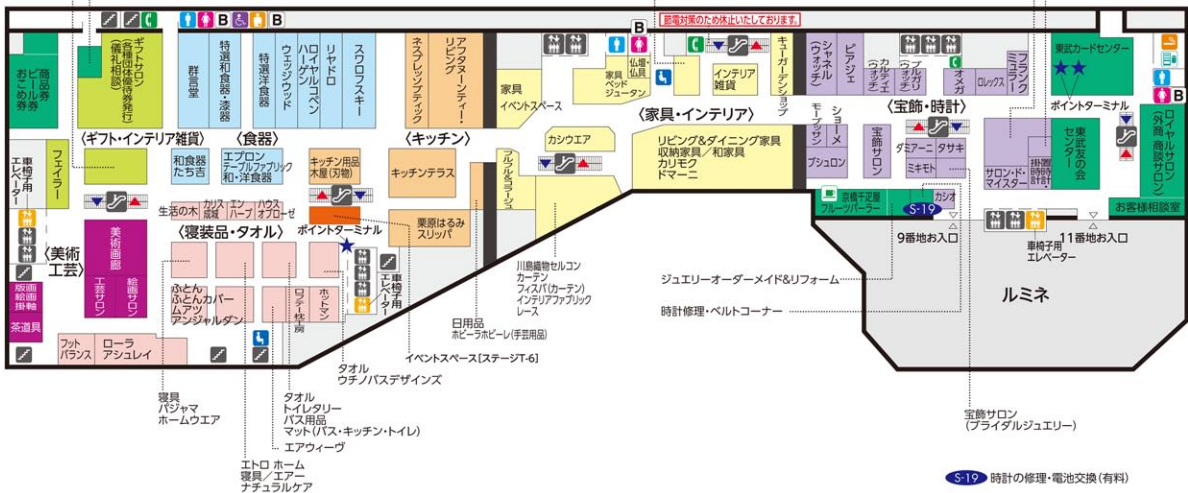 節電対策のため休止いたしております。
B
B
B
B
商品券
ビール券
おこめ券
ギフトサロン
(各種団体優待券発行)
(儀礼相談)
群言堂
特選和食器・漆器
特選洋食器
ウェッジウッド
ロイヤルコペンハーゲン
リヤドロ
スワロフスキー
ネスプレッソブティック
アフタヌーンティー・リビング
家具
イベントスペース
家具
ベッド
ジュータン
仏壇・仏具
インテリア
雑貨
キューガーデンショップ
シャネル
(ウォッチ)
ピアジェ
カルティエ
(ウォッチ)
ブルガリ
(ウォッチ)
オメガ
ロレックス
フランク
ミュラー
東武カードセンター
ポイントターミナル
〈ギフト・インテリア雑貨〉
〈食器〉
〈キッチン〉
〈家具・インテリア〉
〈宝飾・時計〉
車椅子用
エレベーター
フェイラー
和食器
たち吉
エプロン
テーブルファブリック
和・洋食器
キッチン用品
木屋(刃物)
キッチンテラス
カシウエア
リビング&ダイニング家具
収納家具/和家具
カリモク
ドマーニ
モーブッサン
ショーメ
ブシュロン
宝飾サロン
ダミアーニ
タサキ
ミキモト
サロン・ド・
マイスター
掛時計
置時計
東武友の会
センター
ロイヤルサロン
(外商 商談サロン)
生活の木
カリス
成城
エン
ハーブ
ハウス
オブローゼ
ポイントターミナル
栗原はるみ
スリッパ
京橋千疋屋
フルーツパーラー
S-19
カシオ
お客様相談室
〈美術
工芸〉
美術画廊
〈寝装品・タオル〉
9番地お入口
11番地お入口
車椅子用
エレベーター
川島織物セルコン
カーテン
フィスバ(カーテン)
インテリアファブリック
レース
ジュエリーオーダーメイド&リフォーム
ルミネ
版画
絵画
掛軸
工芸サロン
絵画サロン
ふとん
ふとんカバー
ムアツ
アンジャルダン
ロフテー枕工房
ホットマン
車椅子用
エレベーター
時計修理・ベルトコーナー
茶道具
日用品
ホビーラホビーレ(手芸用品)
フット
バランス
ローラ
アシュレイ
イベントスペース[ステージT-6]
タオル
ウチノバスデザインズ
寝具
パジャマ
ホームウエア
タオル
トイレタリー
バス用品
マット(バス・キッチン・トイレ)
エアウィーヴ
エトロ ホーム
寝具/エアー
ナチュラルケア
宝飾サロン
(ブライダルジュエリー)
S-19 時計の修理・電池交換(有料)